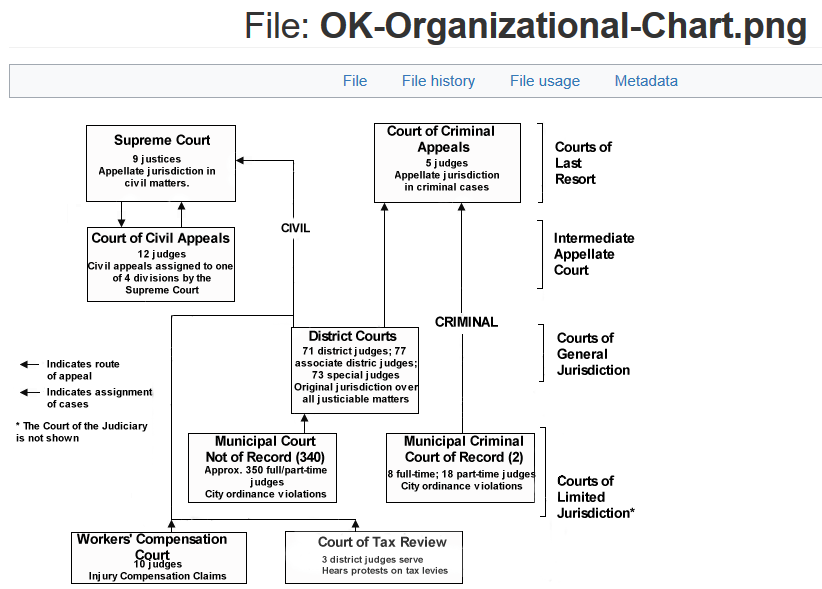 File: OK-Organizational-Chart.png
File
File history
File usage
Metadata
Supreme Court
9 justices
Appellate jurisdiction in
civil matters.
Court of Criminal
Appeals
5 judges
Appellate jurisdiction
in criminal cases
Courts of
Last
Resort
CIVIL
Court of Civil Appeals
12 judges
Civil appeals assigned to one
of 4 divisions by the
Supreme Court
Intermediate
Appellate
Court
CRIMINAL
District Courts
71 district judges; 77
associate distric judges;
73 special judges
Original jurisdiction over
all justiciable matters
Courts of
General
Jurisdiction
Indicates route
of appeal
Indicates assignment
of cases
* The Court of the Judiciary
is not shown
Municipal Court
Not of Record (340)
Approx. 350 full/part-time
judges
City ordinance violations
Municipal Criminal
Court of Record (2)
8 full-time; 18 part-time judges
City ordinance violations
Courts of
Limited
Jurisdiction*
Workers' Compensation
Court
10 judges
Injury Compensation Claims
Court of Tax Review
3 district judges serve
Hears protests on tax levies